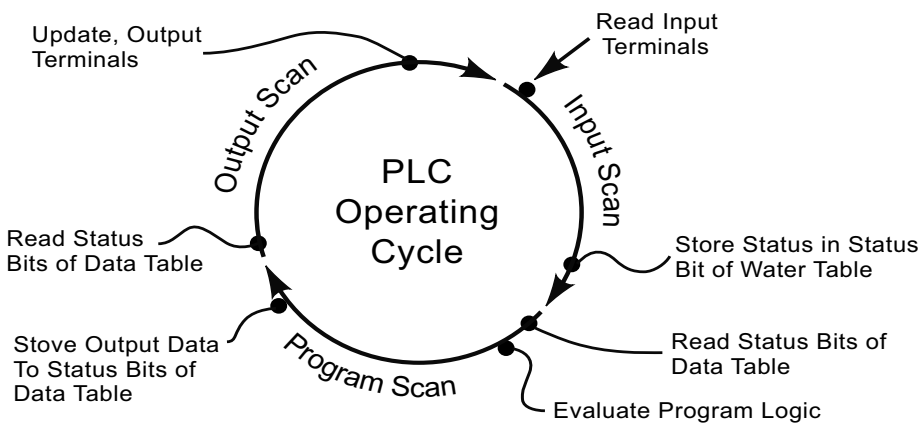 Update, Output
Terminals
Read Input
Terminals
Output Scan
Input Scan
PLC
Operating
Cycle
Read Status
Bits of Data Table
Store Status in Status
Bit of Water Table
Stove Output Data
To Status Bits of
Data Table
Program Scan
Read Status Bits of
Data Table
Evaluate Program Logic